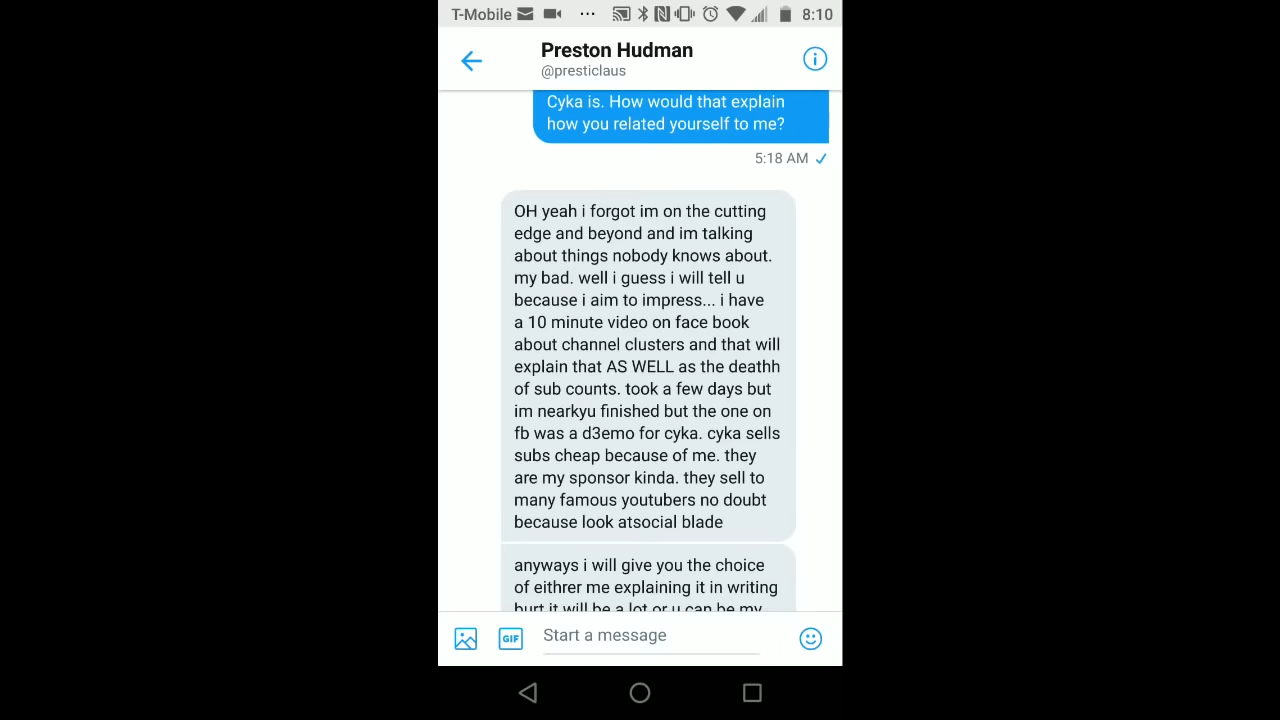 T-Mobile ... 8:10
Preston Hudman
@presticlaus
Cyka is. How would that explain
how you related yourself to me?
5:18 AM
OH yeah i forgot im on the cutting
edge and beyond and im talking
about things nobody knows about.
my bad. well i guess i will tell u
because i aim to impress... i have
a 10 minute video on face book
about channel clusters and that will
explain that AS WELL as the deathh
of sub counts. took a few days but
im nearkyu finished but the one on
fb was a d3emo for cyka. cyka sells
subs cheap because of me. they
are my sponsor kinda. they sell to
many famous youtubers no doubt
because look atsocial blade
anyways i will give you the choice
of eithrer me explaining it in writing
burt it will be a lot or u can be my
GIF Start a message